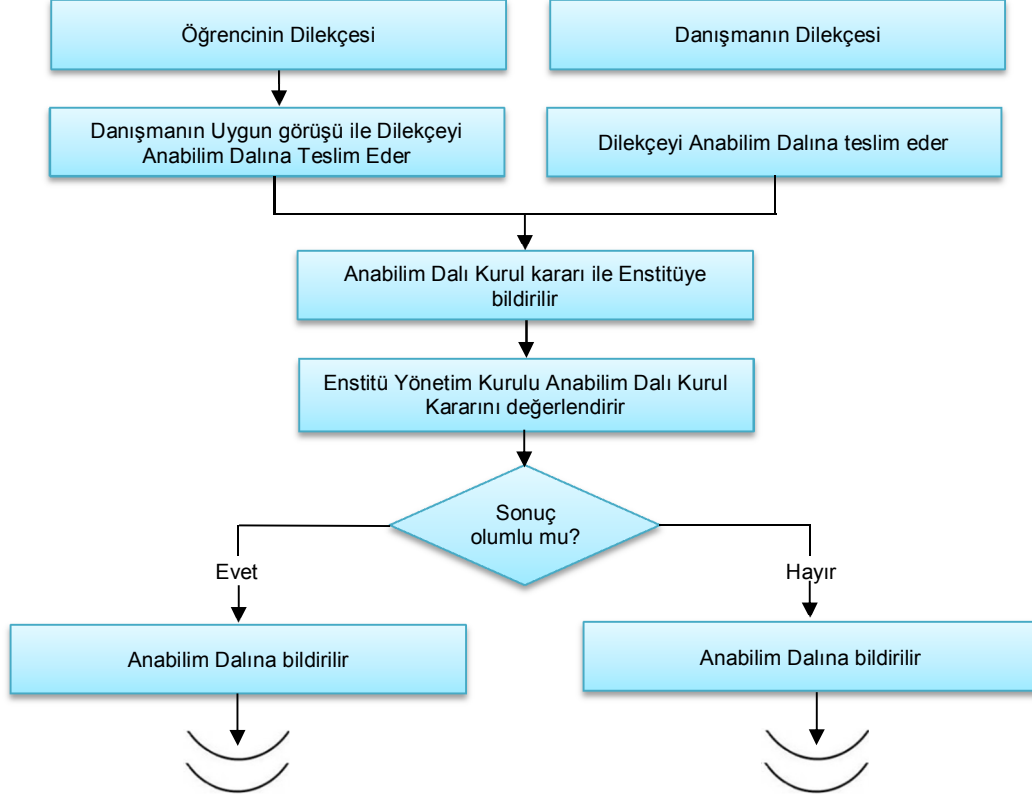 Öğrencinin Dilekçesi
Danışmanın Dilekçesi
Danışmanın Uygun görüşü ile Dilekçeyi
Anabilim Dalına Teslim Eder
Dilekçeyi Anabilim Dalına teslim eder
Anabilim Dalı Kurul kararı ile Enstitüye
bildirilir
Enstitü Yönetim Kurulu Anabilim Dalı Kurul
Kararını değerlendirir
Sonuç
olumlu mu?
Evet
Hayır
Anabilim Dalına bildirilir
Anabilim Dalına bildirilir